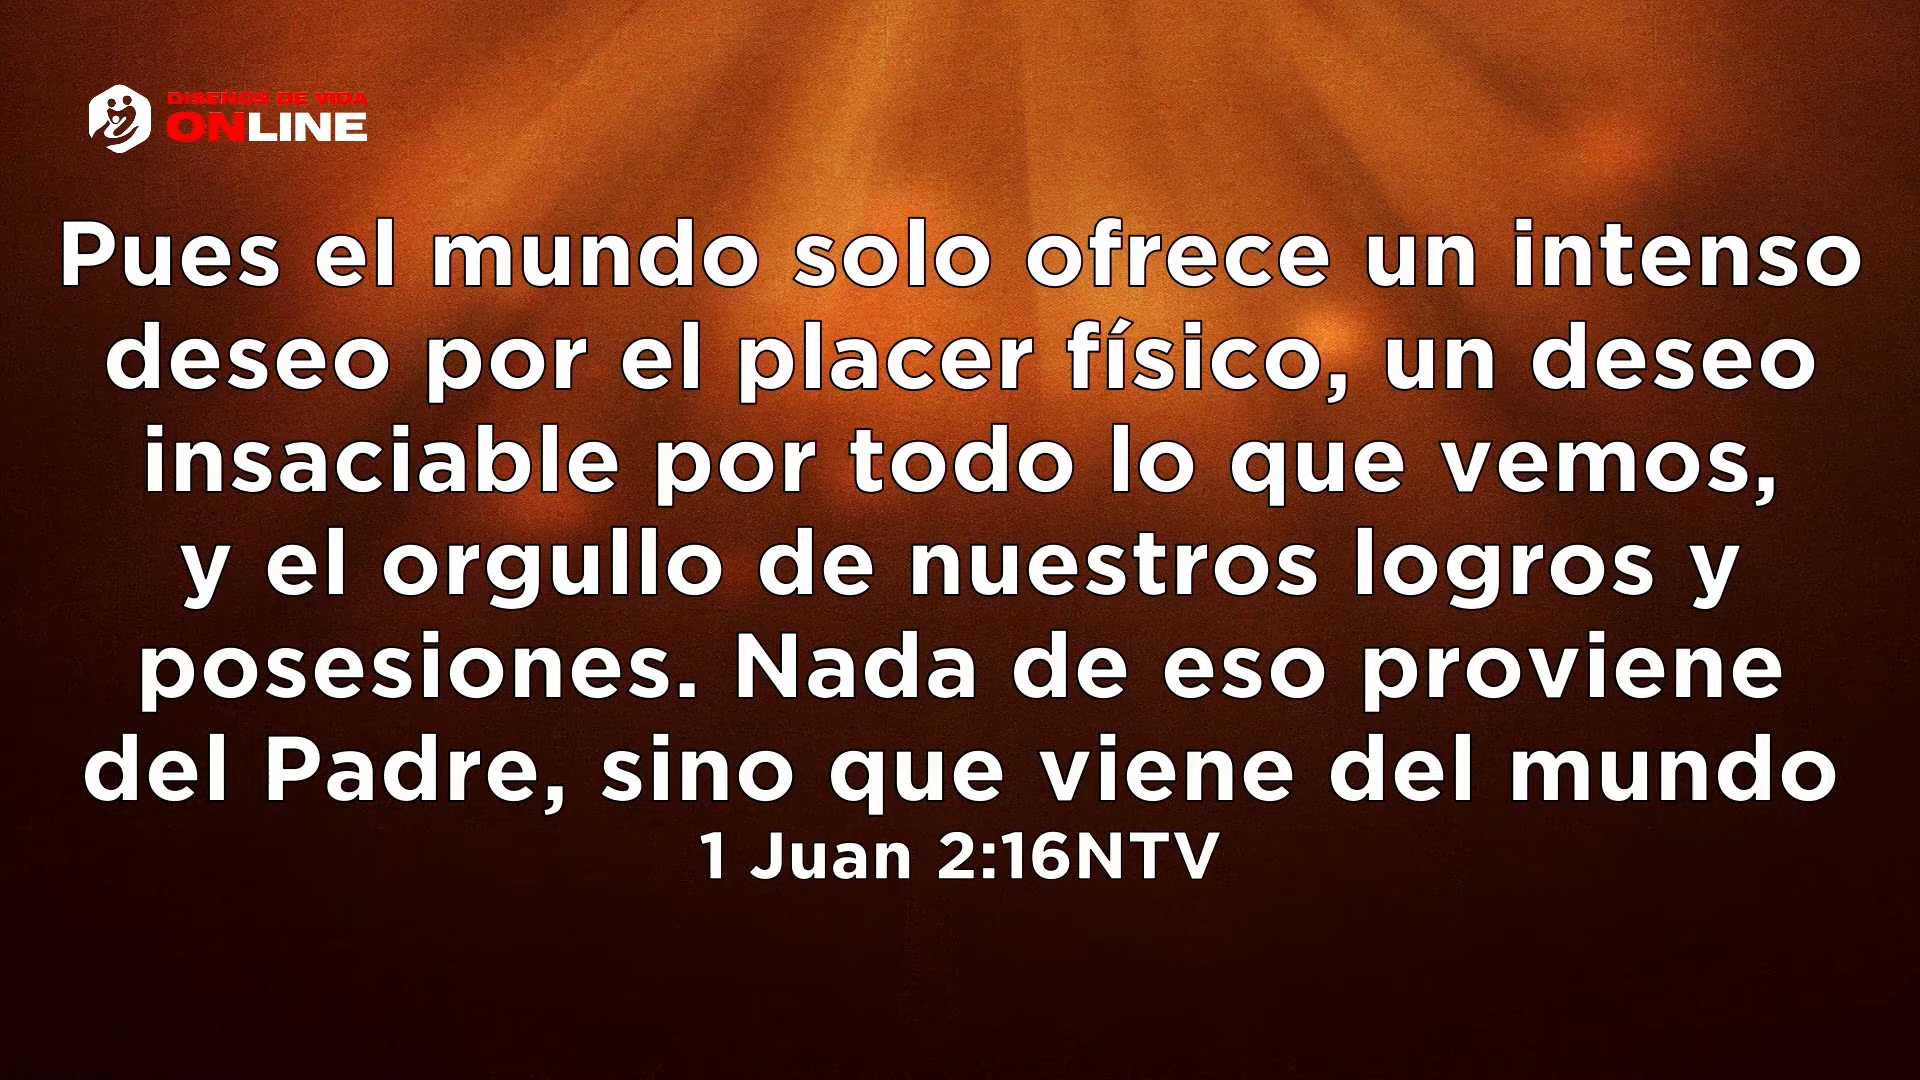 DISEÑOS DE VIDA
ONLINE
Pues el mundo solo ofrece un intenso
deseo por el placer físico, un deseo
insaciable por todo lo que vemos,
y el orgullo de nuestros logros y
posesiones. Nada de eso proviene
del Padre, sino que viene del mundo
1 Juan 2:16NTV